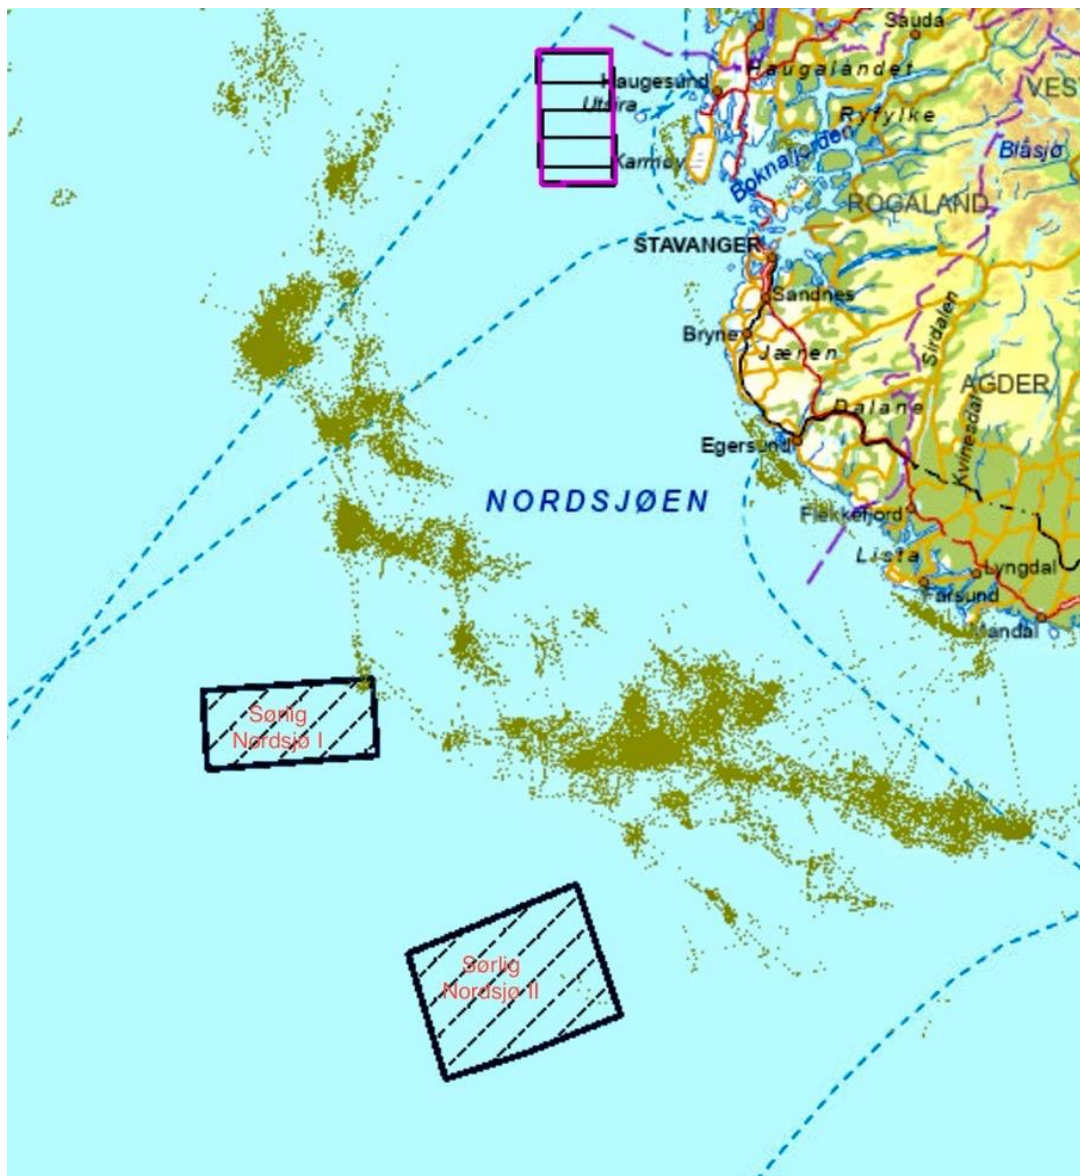 Sauda
Haugesund
Haugalandet
VES
Utsira
Ryfylke
Karmøy
Boknafjorden
Blåsjø
ROGALAND
STAVANGER
Sandnes
Bryne
Jæren
Sirdalen
AGDER
Dalane
Kvinesdal
Egersund
NORDSJØEN
Flekkefjord
Lista
Lyngdal
Farsund
Mandal
Sørlig
Nordsjø I
Sørlig
Nordsjø II